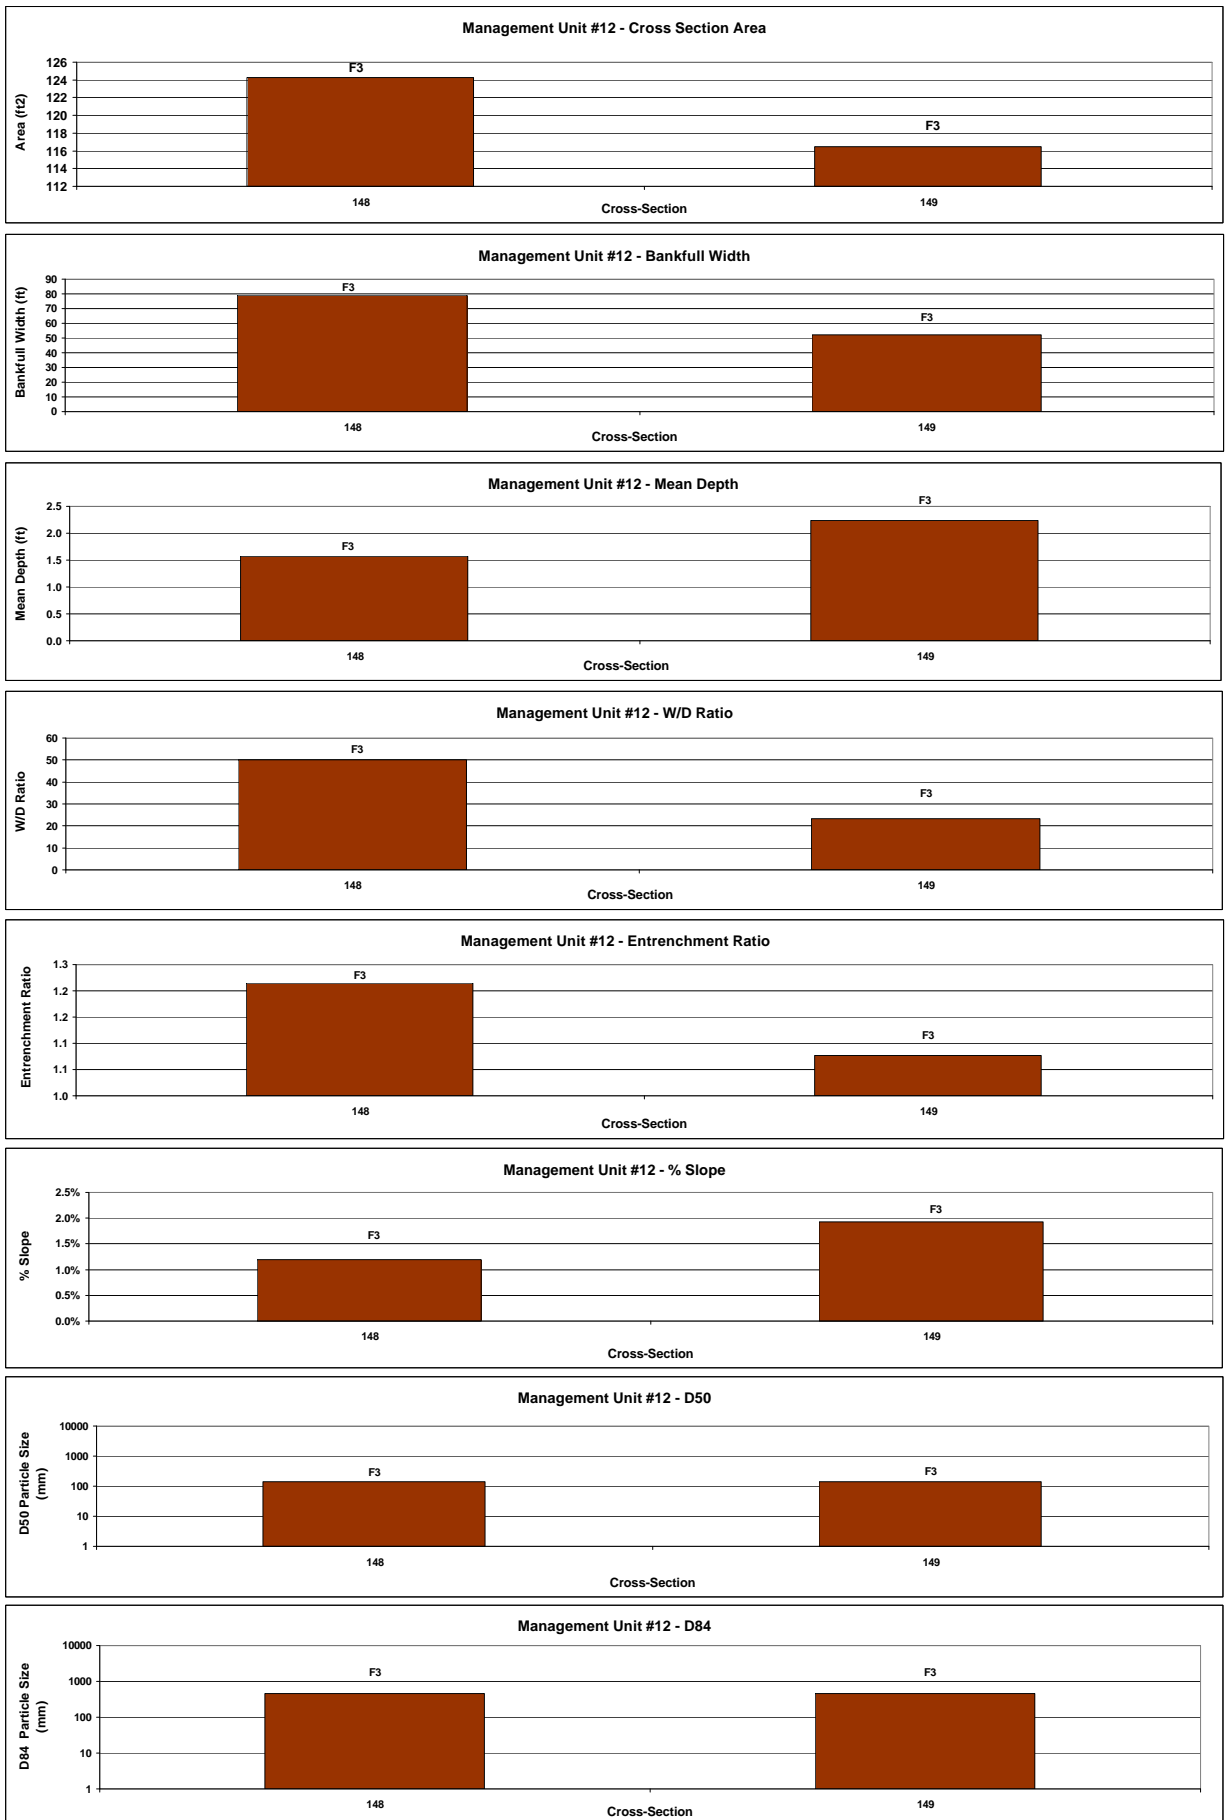 Management Unit #12 - Cross Section Area
Area (ft2)
126
124
122
120
118
116
114
112
F3
F3
148
149
Cross-Section
Management Unit #12 - Bankfull Width
Bankfull Width (ft)
90
80
70
60
50
40
30
20
10
0
F3
F3
148
149
Cross-Section
Management Unit #12 - Mean Depth
Mean Depth (ft)
2.5
2.0
1.5
1.0
0.5
0.0
F3
F3
148
149
Cross-Section
Management Unit #12 - W/D Ratio
W/D Ratio
60
50
40
30
20
10
0
F3
F3
148
149
Cross-Section
Management Unit #12 - Entrenchment Ratio
Entrenchment Ratio
1.3
1.2
1.2
1.1
1.1
1.0
F3
F3
148
149
Cross-Section
Management Unit #12 - % Slope
% Slope
2.5%
2.0%
1.5%
1.0%
0.5%
0.0%
F3
F3
148
149
Cross-Section
Management Unit #12 - D50
D50 Particle Size
(mm)
10000
1000
100
10
1
F3
F3
148
149
Cross-Section
Management Unit #12 - D84
D84 Particle Size
(mm)
10000
1000
100
10
1
F3
F3
148
149
Cross-Section